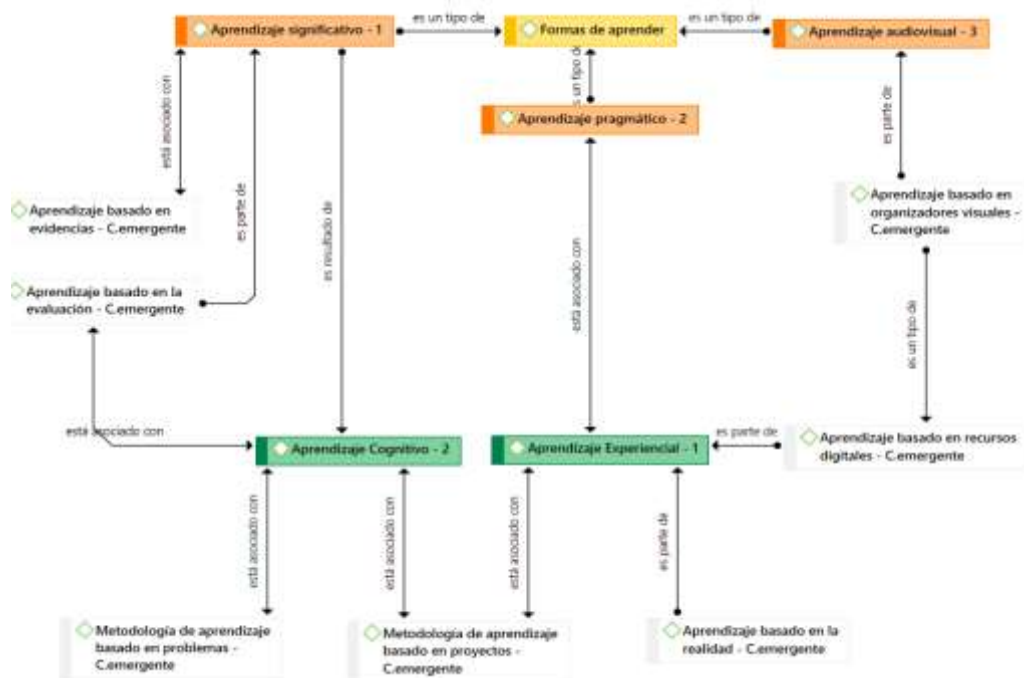 es un tipo de
es un tipo de
Aprendizaje significativo - 1
Formas de aprender
Aprendizaje audiovisual - 3
es un tipo de
Aprendizaje pragmático - 2
está asociado con
es parte de
es parte de
Aprendizaje basado en
evidencias - C.emergente
Aprendizaje basado en
organizadores visuales -
C.emergente
es resultado de
está asociado con
Aprendizaje basado en la
evaluación - C.emergente
es un tipo de
está asociado con
es parte de
Aprendizaje Cognitivo - 2
Aprendizaje Experiencial - 1
Aprendizaje basado en recursos
digitales - C.emergente
está asociado con
está asociado con
está asociado con
es parte de
Metodología de aprendizaje
basado en problemas -
C.emergente
Metodología de aprendizaje
basado en proyectos -
C.emergente
Aprendizaje basado en la
realidad - C.emergente